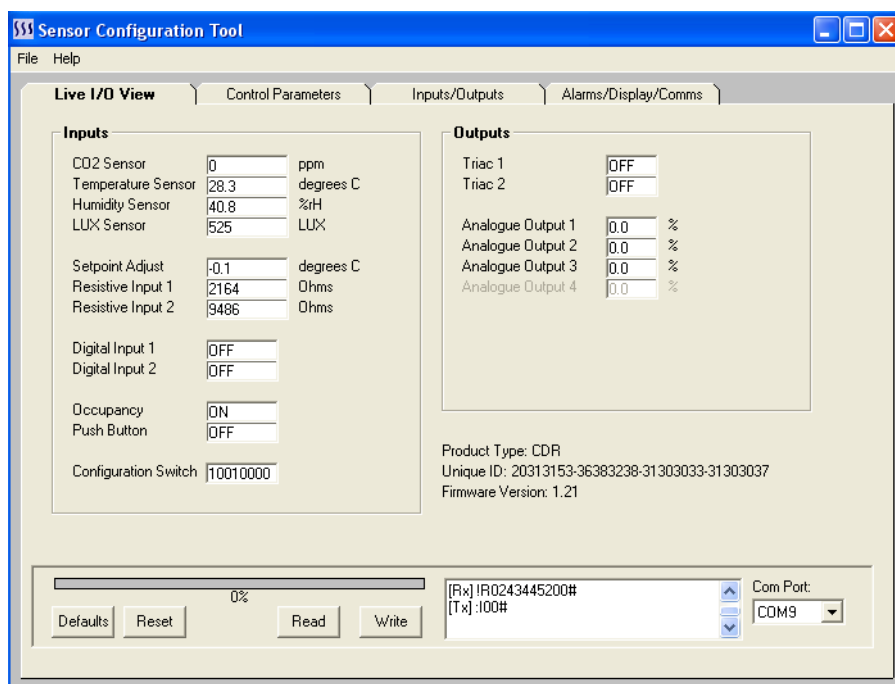 Sensor Configuration Tool
File Help
Live I/O View Control Parameters Inputs/Outputs Alarms/Display/Comms
Inputs
CO2 Sensor 0 ppm
Temperature Sensor 28.3 degrees C
Humidity Sensor 40.8 %rH
LUX Sensor 525 LUX
Setpoint Adjust -0.1 degrees C
Resistive Input 1 2164 Ohms
Resistive Input 2 9486 Ohms
Digital Input 1 OFF
Digital Input 2 OFF
Occupancy ON
Push Button OFF
Configuration Switch 10010000
Outputs
Triac 1 OFF
Triac 2 OFF
Analogue Output 1 0.0 %
Analogue Output 2 0.0 %
Analogue Output 3 0.0 %
Analogue Output 4 0.0 %
Product Type: CDR
Unique ID: 20313153-36383238-31303033-31303037
Firmware Version: 1.21
0%
Defaults Reset Read Write
[Rx] !R0243445200#
[Tx] :I00#
Com Port:
COM9